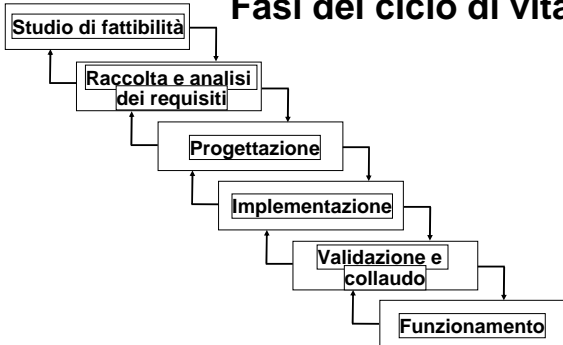 Fasi del ciclo di vita
Studio di fattibilità
Raccolta e analisi
dei requisiti
Progettazione
Implementazione
Validazione e
collaudo
Funzionamento